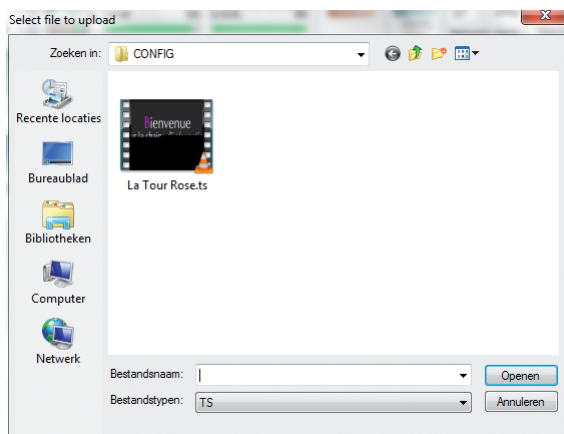 Select file to upload
Zoeken in: CONFIG
Recente locaties
Bienvenue
La Tour Rose.ts
Bureaublad
Bibliotheken
Computer
Netwerk
Bestandsnaam:
Openen
Bestandstypen: TS
Annuleren